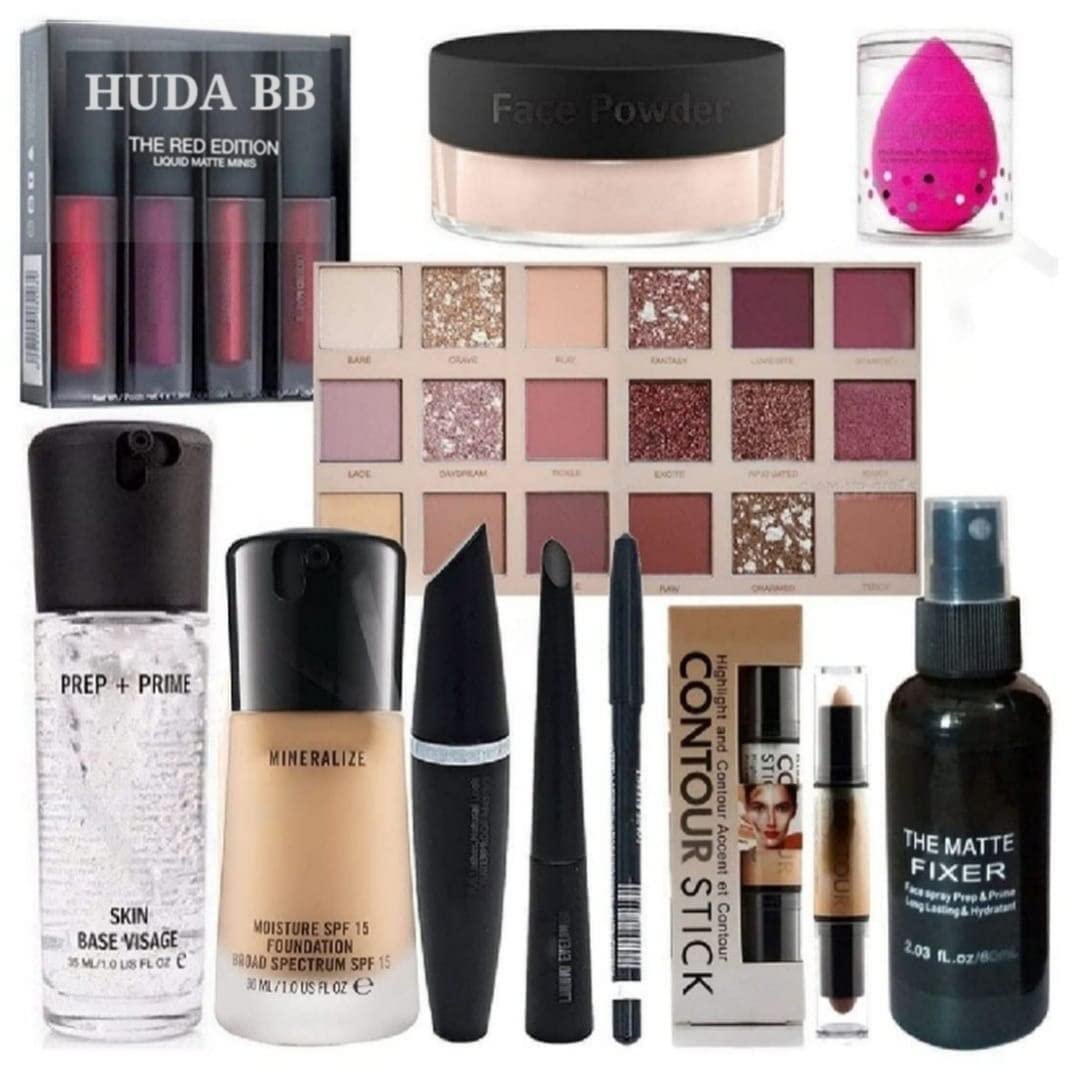 HUDA BB
THE RED EDITION
LIQUID MATTE MINIS
Face Powder
BARE
CRAVE
PLAY
FANTASY
LACE
DAYDREAM
TICKLE
EXCITE
RAW
CHARMED
PREP + PRIME
SKIN
BASE VISAGE
35 ML/1.0 US FL OZ e
MINERALIZE
MOISTURE SPF 15
FOUNDATION
BROAD SPECTRUM SPF 15
30 ML/1.0 US FL OZ e
LIQUID EYELINER
Highlight and Contour Accent et Contour
CONTOUR STICK
THE MATTE
FIXER
Face spray Prep & Prime
Long Lasting & Hydratant
2.03 fl.oz/60mL